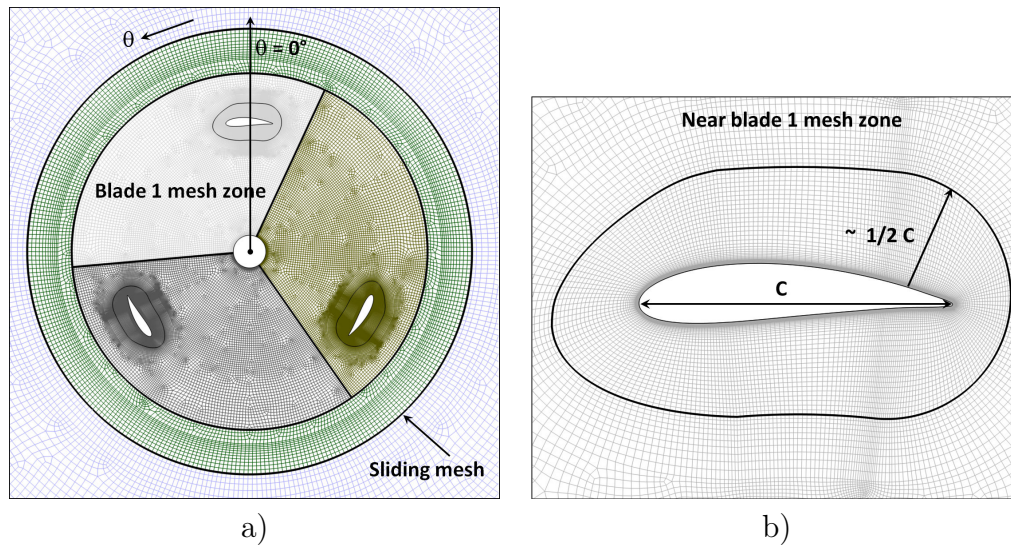 θ
θ = 0°
Blade 1 mesh zone
Sliding mesh
a)
Near blade 1 mesh zone
~ 1/2 C
C
b)